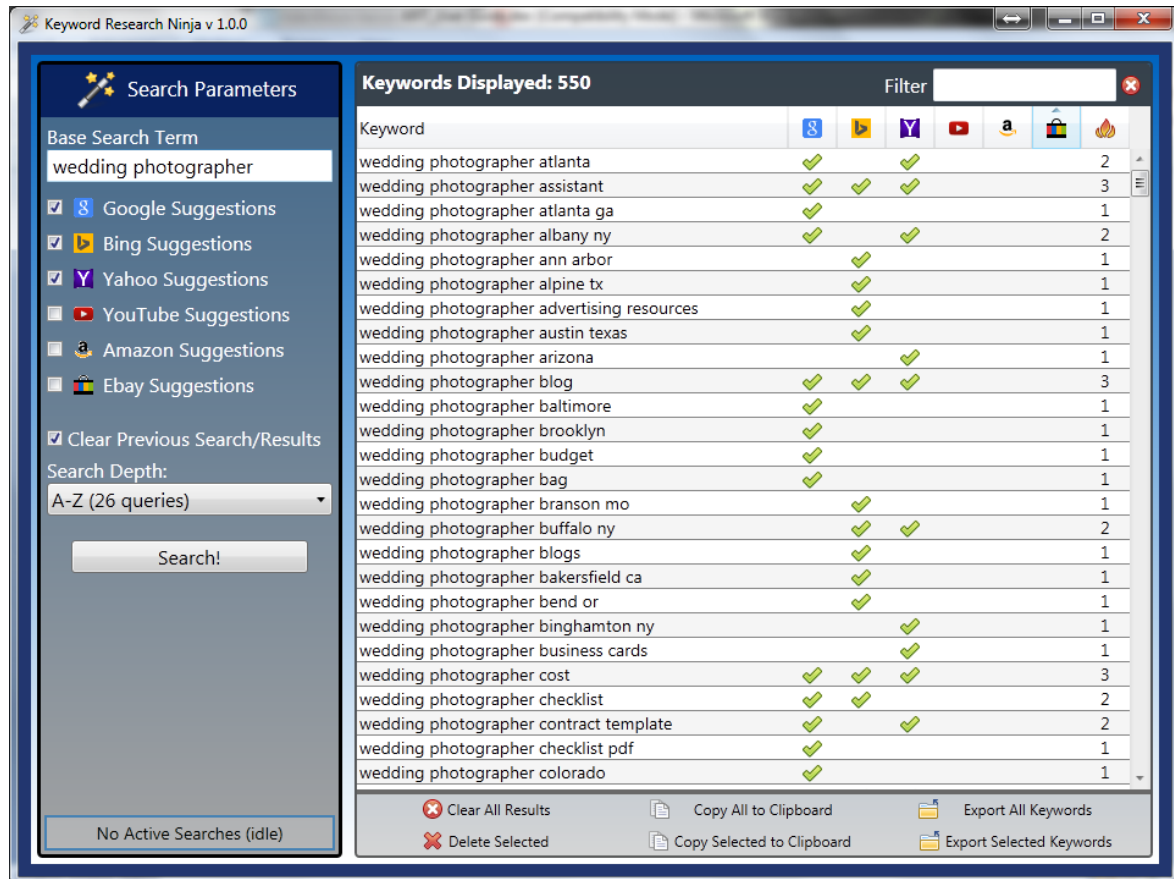 Keyword Research Ninja v 1.0.0
Search Parameters
Base Search Term
wedding photographer
Google Suggestions
Bing Suggestions
Yahoo Suggestions
YouTube Suggestions
Amazon Suggestions
Ebay Suggestions
Clear Previous Search/Results
Search Depth:
A-Z (26 queries)
Search!
No Active Searches (idle)
Keywords Displayed: 550
Filter
Keyword
wedding photographer atlanta 2
wedding photographer assistant 3
wedding photographer atlanta ga 1
wedding photographer albany ny 2
wedding photographer ann arbor 1
wedding photographer alpine tx 1
wedding photographer advertising resources 1
wedding photographer austin texas 1
wedding photographer arizona 1
wedding photographer blog 3
wedding photographer baltimore 1
wedding photographer brooklyn 1
wedding photographer budget 1
wedding photographer bag 1
wedding photographer branson mo 1
wedding photographer buffalo ny 2
wedding photographer blogs 1
wedding photographer bakersfield ca 1
wedding photographer bend or 1
wedding photographer binghamton ny 1
wedding photographer business cards 1
wedding photographer cost 3
wedding photographer checklist 2
wedding photographer contract template 2
wedding photographer checklist pdf 1
wedding photographer colorado 1
Clear All Results Copy All to Clipboard Export All Keywords
Delete Selected Copy Selected to Clipboard Export Selected Keywords